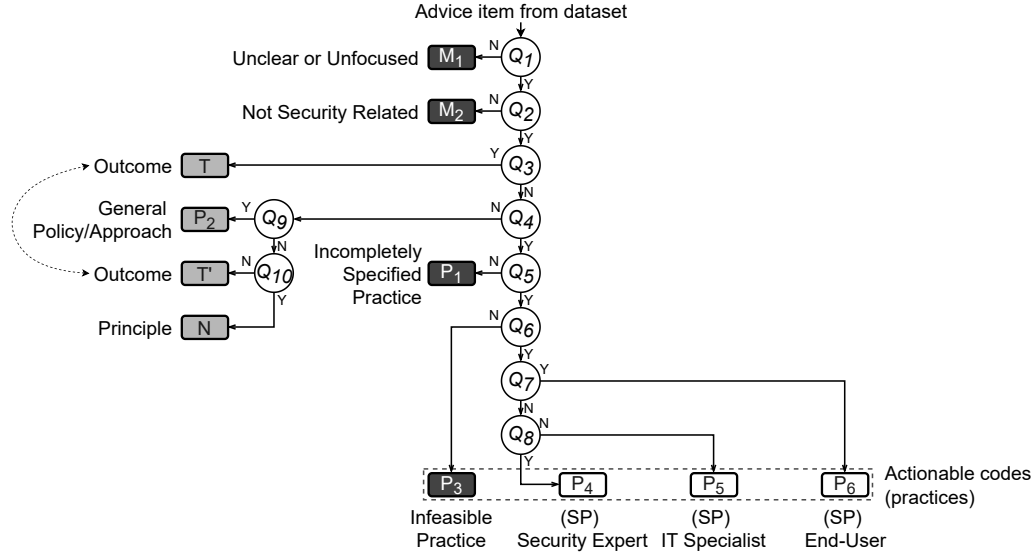 Advice item from dataset
N
Unclear or Unfocused
M1
Q1
Y
N
Not Security Related
M2
Q2
Y
Y
Outcome
T
Q3
N
General
Policy/Approach
P2
Y
Q9
N
Q4
N
Y
Outcome
T'
N
Q10
Y
Incompletely
Specified
Practice
P1
N
Q5
Y
Principle
N
N
Q6
Y
Q7
Y
N
Q8
N
Y
P3
P4
P5
P6
Actionable codes
(practices)
Infeasible
Practice
(SP)
Security Expert
(SP)
IT Specialist
(SP)
End-User